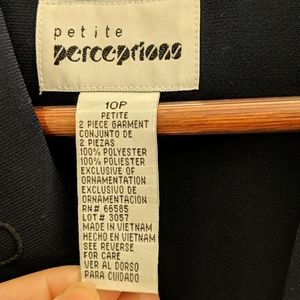 petite
perceptions
10P
PETITE
2 PIECE GARMENT
CONJUNTO DE
2 PIEZAS
100% POLYESTER
100% POLIESTER
EXCLUSIVE OF
ORNAMENTATION
EXCLUSIVO DE
ORNAMENTACION
RN# 66585
LOT# 3057
MADE IN VIETNAM
HECHO EN VIETNAM
SEE REVERSE
FOR CARE
VER AL DORSO
PARA CUIDADO